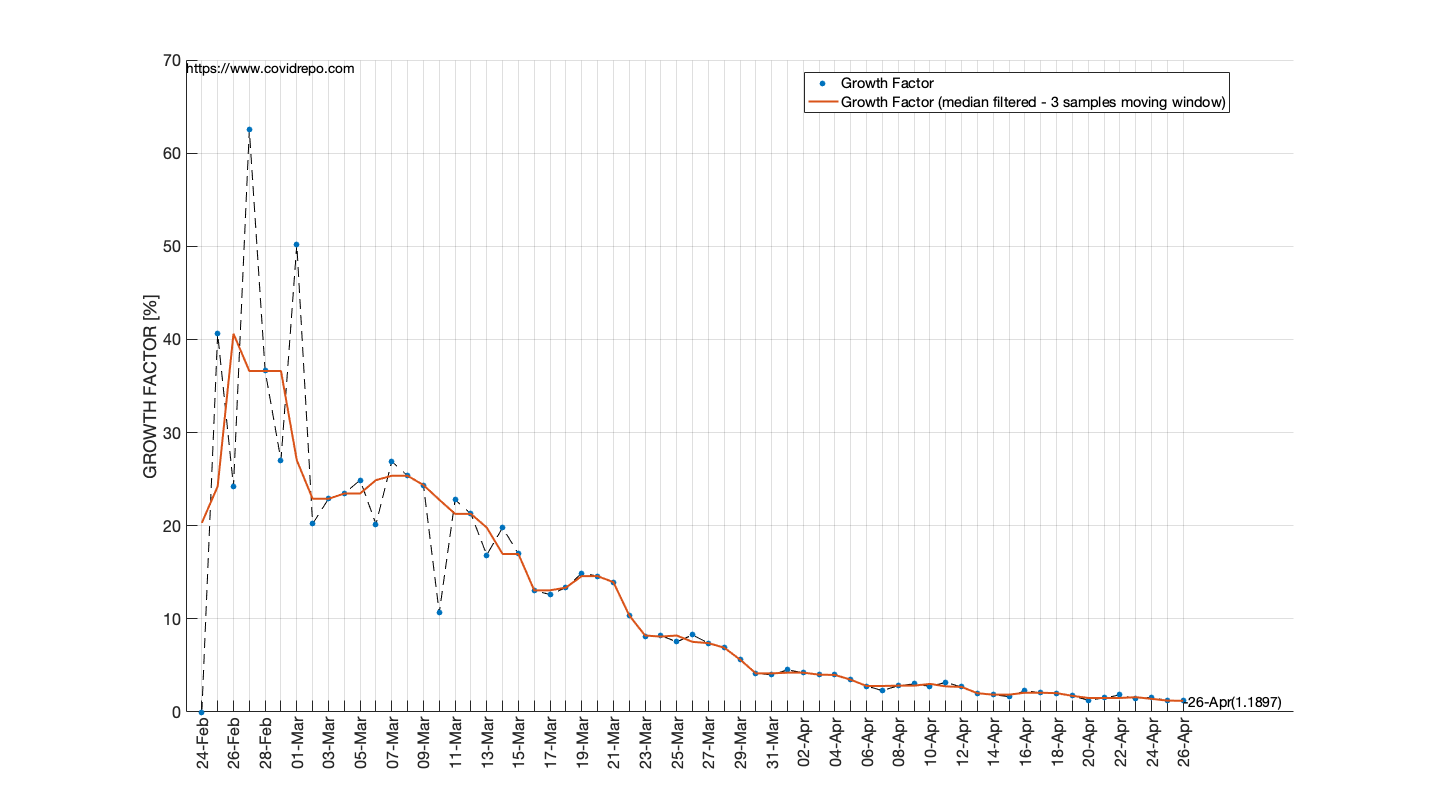 https://www.covidrepo.com
Growth Factor
Growth Factor (median filtered - 3 samples moving window)
GROWTH FACTOR [%]
70
60
50
40
30
20
10
0
26-Apr(1.1897)
24-Feb
26-Feb
28-Feb
01-Mar
03-Mar
05-Mar
07-Mar
09-Mar
11-Mar
13-Mar
15-Mar
17-Mar
19-Mar
21-Mar
23-Mar
25-Mar
27-Mar
29-Mar
31-Mar
02-Apr
04-Apr
06-Apr
08-Apr
10-Apr
12-Apr
14-Apr
16-Apr
18-Apr
20-Apr
22-Apr
24-Apr
26-Apr